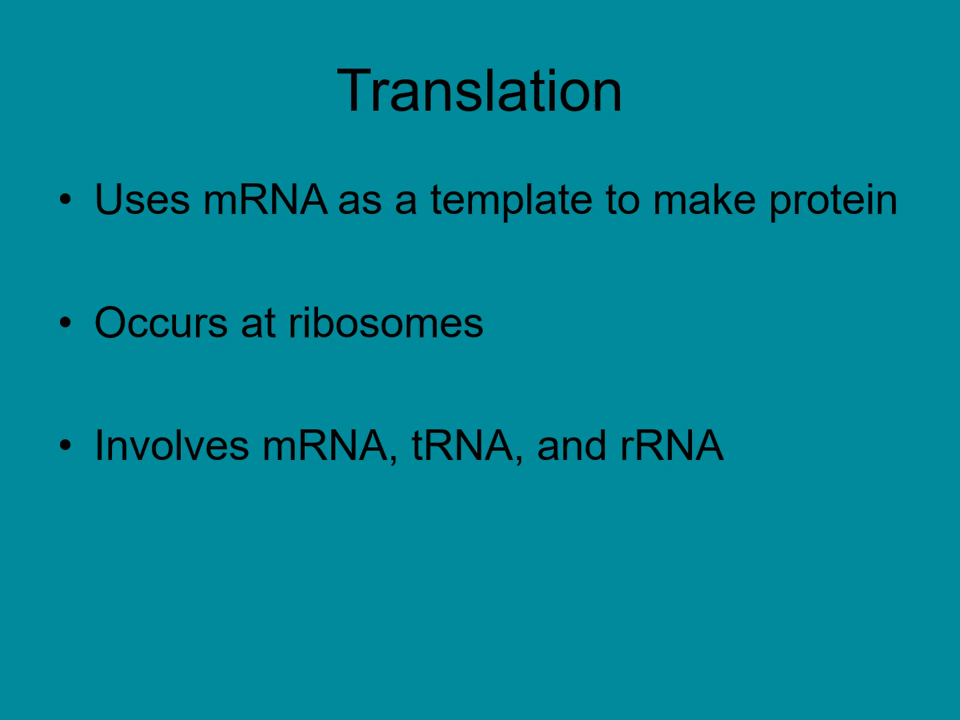 Translation
• Uses mRNA as a template to make protein
• Occurs at ribosomes
• Involves mRNA, tRNA, and rRNA